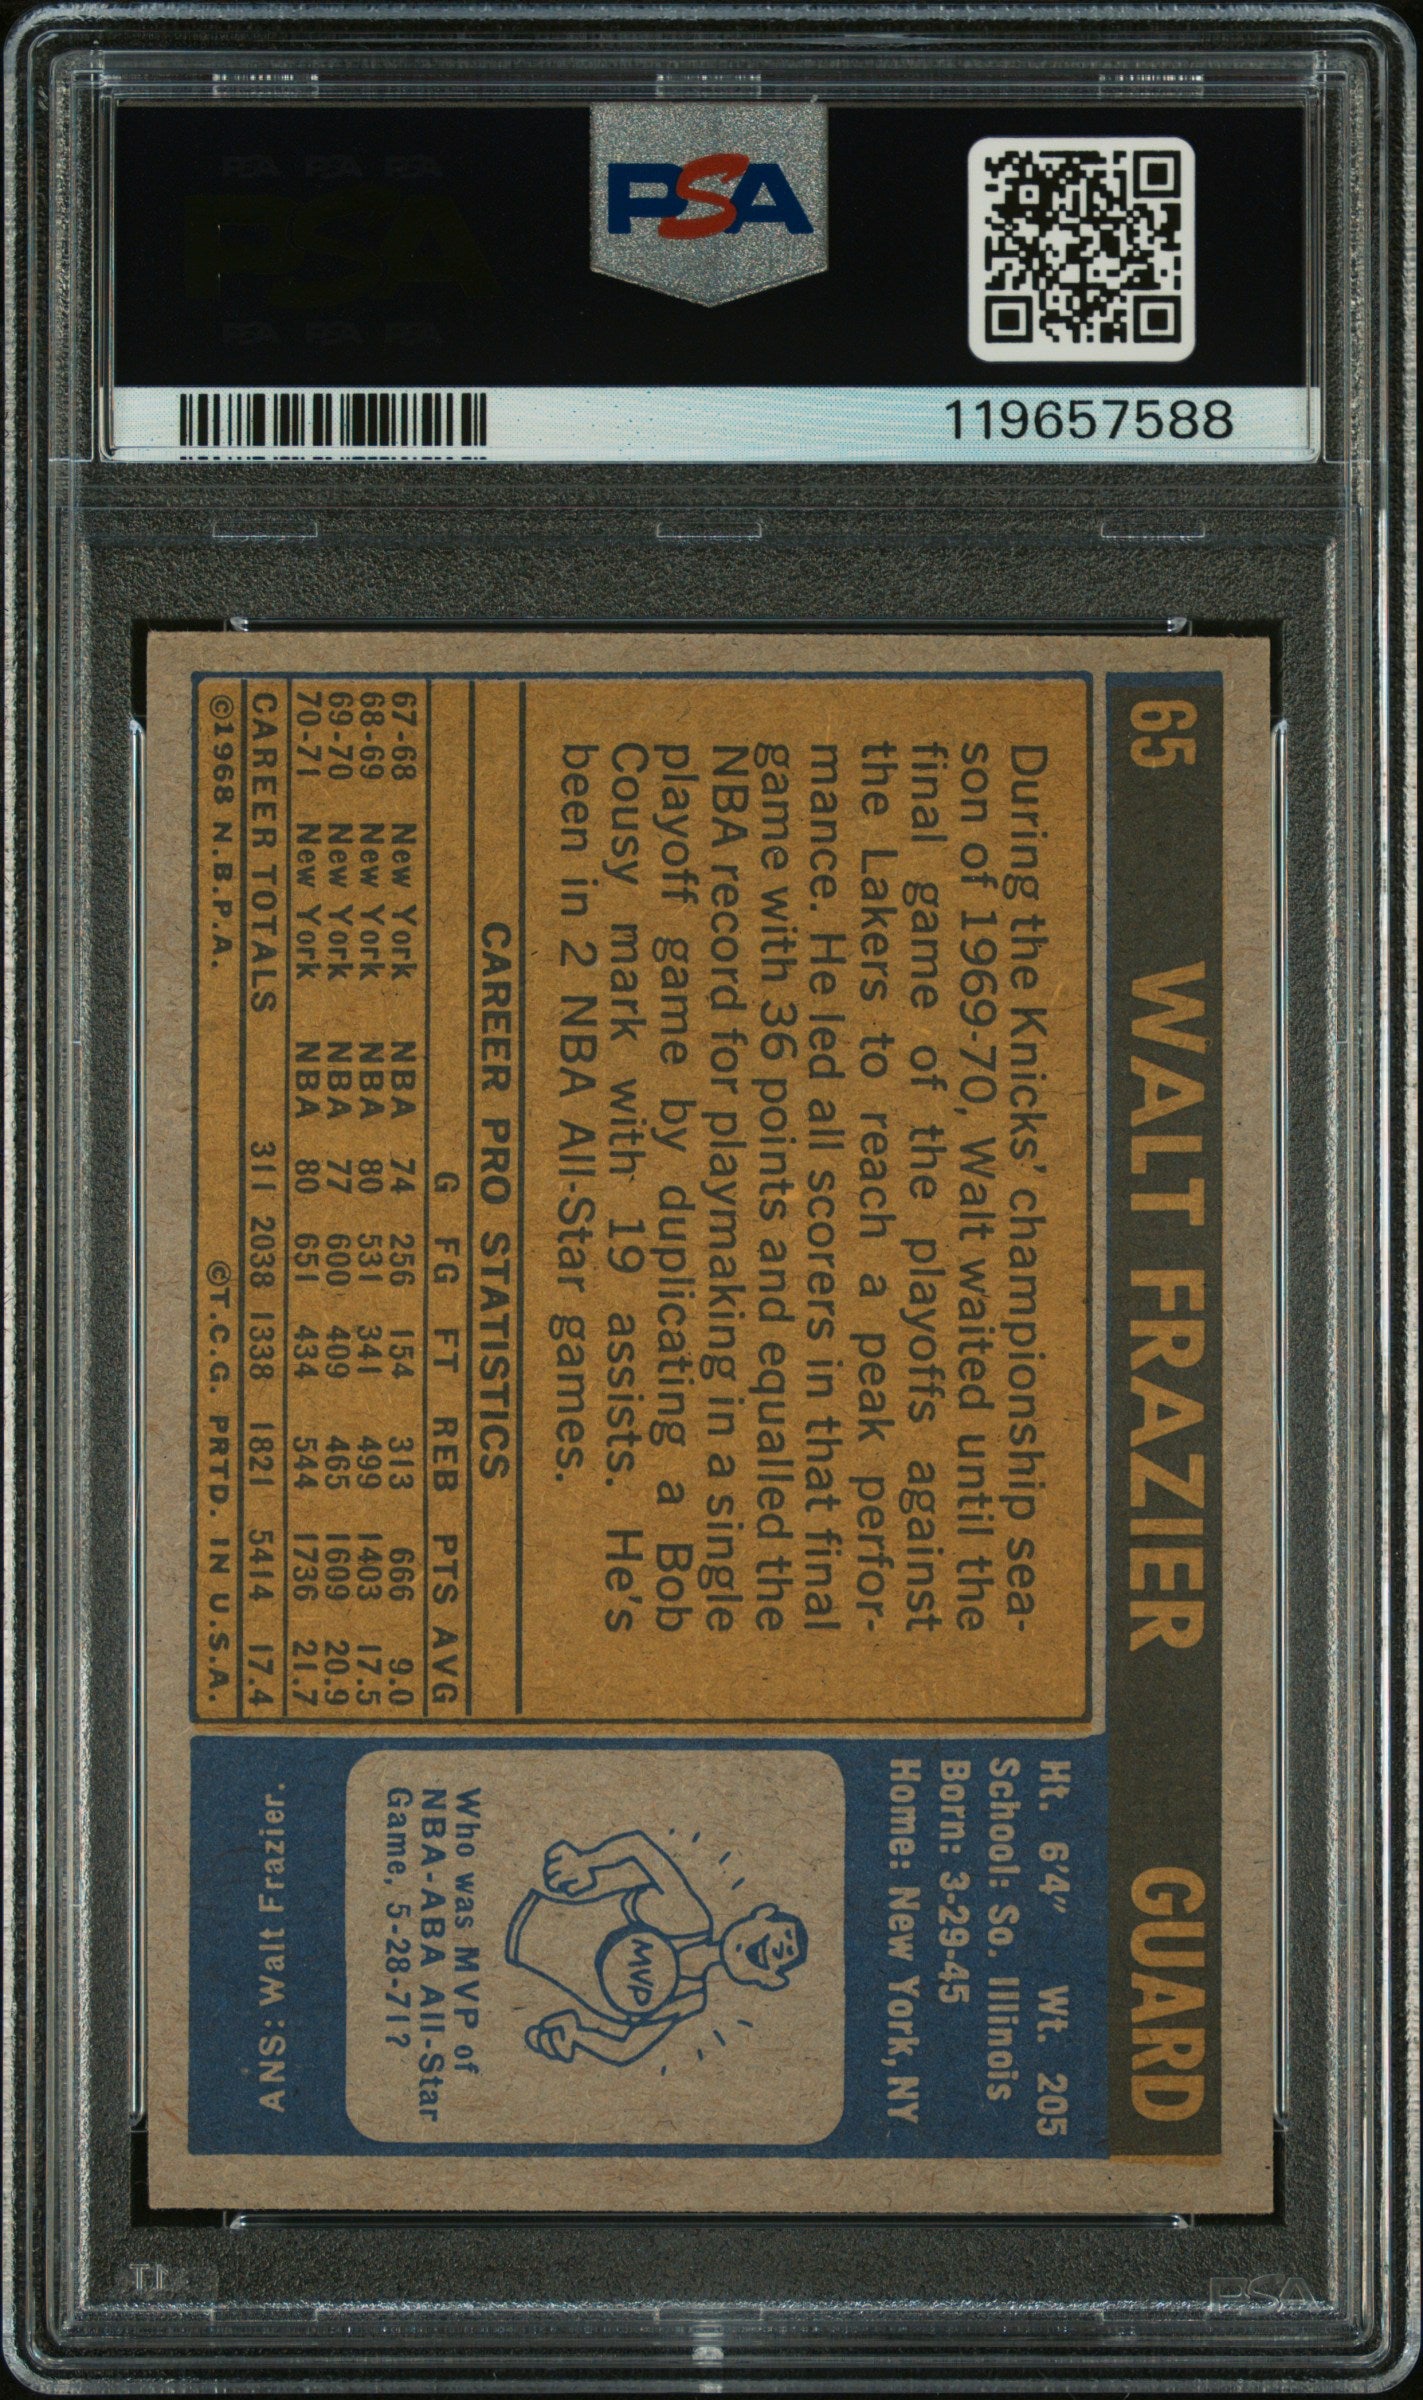 PSA PSA PSA
PSA
PSA PSA PSA
PSA
119657588
65 WALT FRAZIER GUARD
During the Knicks' championship sea-
son of 1969-70, Walt waited until the
final game of the playoffs against
the Lakers to reach a peak perfor-
mance. He led all scorers in that final
game with 36 points and equalled the
NBA record for playmaking in a single
playoff game by duplicating a Bob
Cousy mark with 19 assists. He's
been in 2 NBA All-Star games.
CAREER PRO STATISTICS
G FG FT REB PTS AVG
67-68 New York NBA 74 256 154 313 666 9.0
68-69 New York NBA 80 531 341 499 1403 17.5
69-70 New York NBA 77 600 409 465 1609 20.9
70-71 New York NBA 80 651 434 544 1736 21.7
CAREER TOTALS 311 2038 1338 1821 5414 17.4
©1968 N.B.P.A. ©T.C.G. PRTD. IN U.S.A.
Ht. 6'4" Wt. 205
School: So. Illinois
Born: 3-29-45
Home: New York, NY
MVP
Who was MVP of
NBA-ABA All-Star
Game, 5-28-71?
ANS: Walt Frazier.
PSA